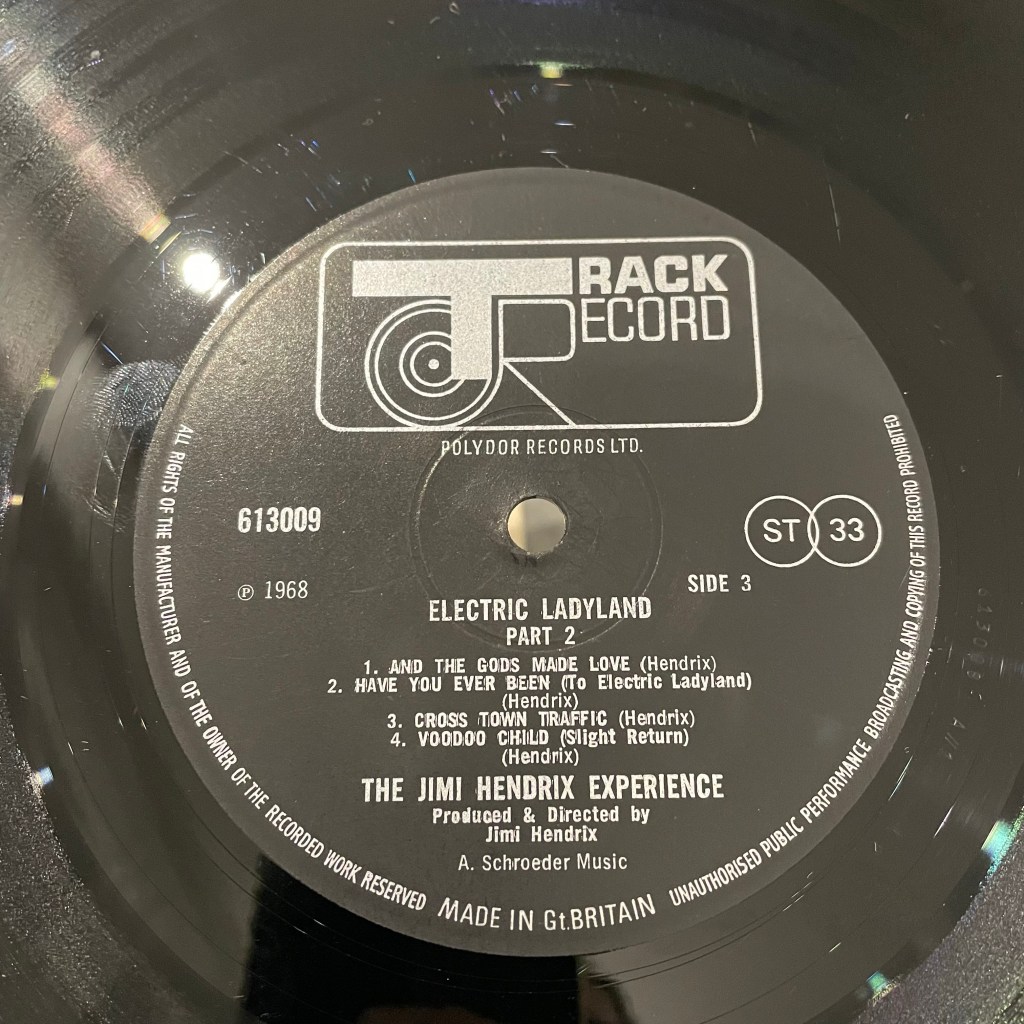 TRACK
RECORD
POLYDOR RECORDS LTD.
613009
ST 33
℗ 1968
SIDE 3
ELECTRIC LADYLAND
PART 2
1. AND THE GODS MADE LOVE (Hendrix)
2. HAVE YOU EVER BEEN (To Electric Ladyland)
(Hendrix)
3. CROSS TOWN TRAFFIC (Hendrix)
4. VOODOO CHILD (Slight Return)
(Hendrix)
THE JIMI HENDRIX EXPERIENCE
Produced & Directed by
Jimi Hendrix
A. Schroeder Music
ALL RIGHTS OF THE MANUFACTURER AND OF THE OWNER OF THE RECORDED WORK RESERVED
MADE IN Gt.BRITAIN
UNAUTHORISED PUBLIC PERFORMANCE BROADCASTING AND COPYING OF THIS RECORD PROHIBITED